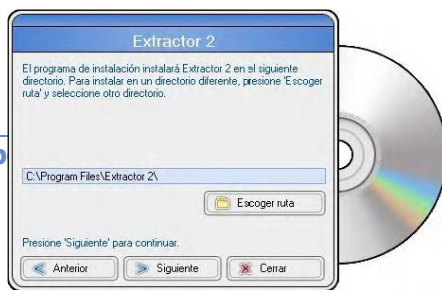 Extractor 2
El programa de instalación instalará Extractor 2 en el siguiente
directorio. Para instalar en un directorio diferente, presione 'Escoger
ruta' y seleccione otro directorio.
C:\Program Files\Extractor 2\
Escoger ruta
Presione 'Siguiente' para continuar.
Anterior
Siguiente
Cerrar